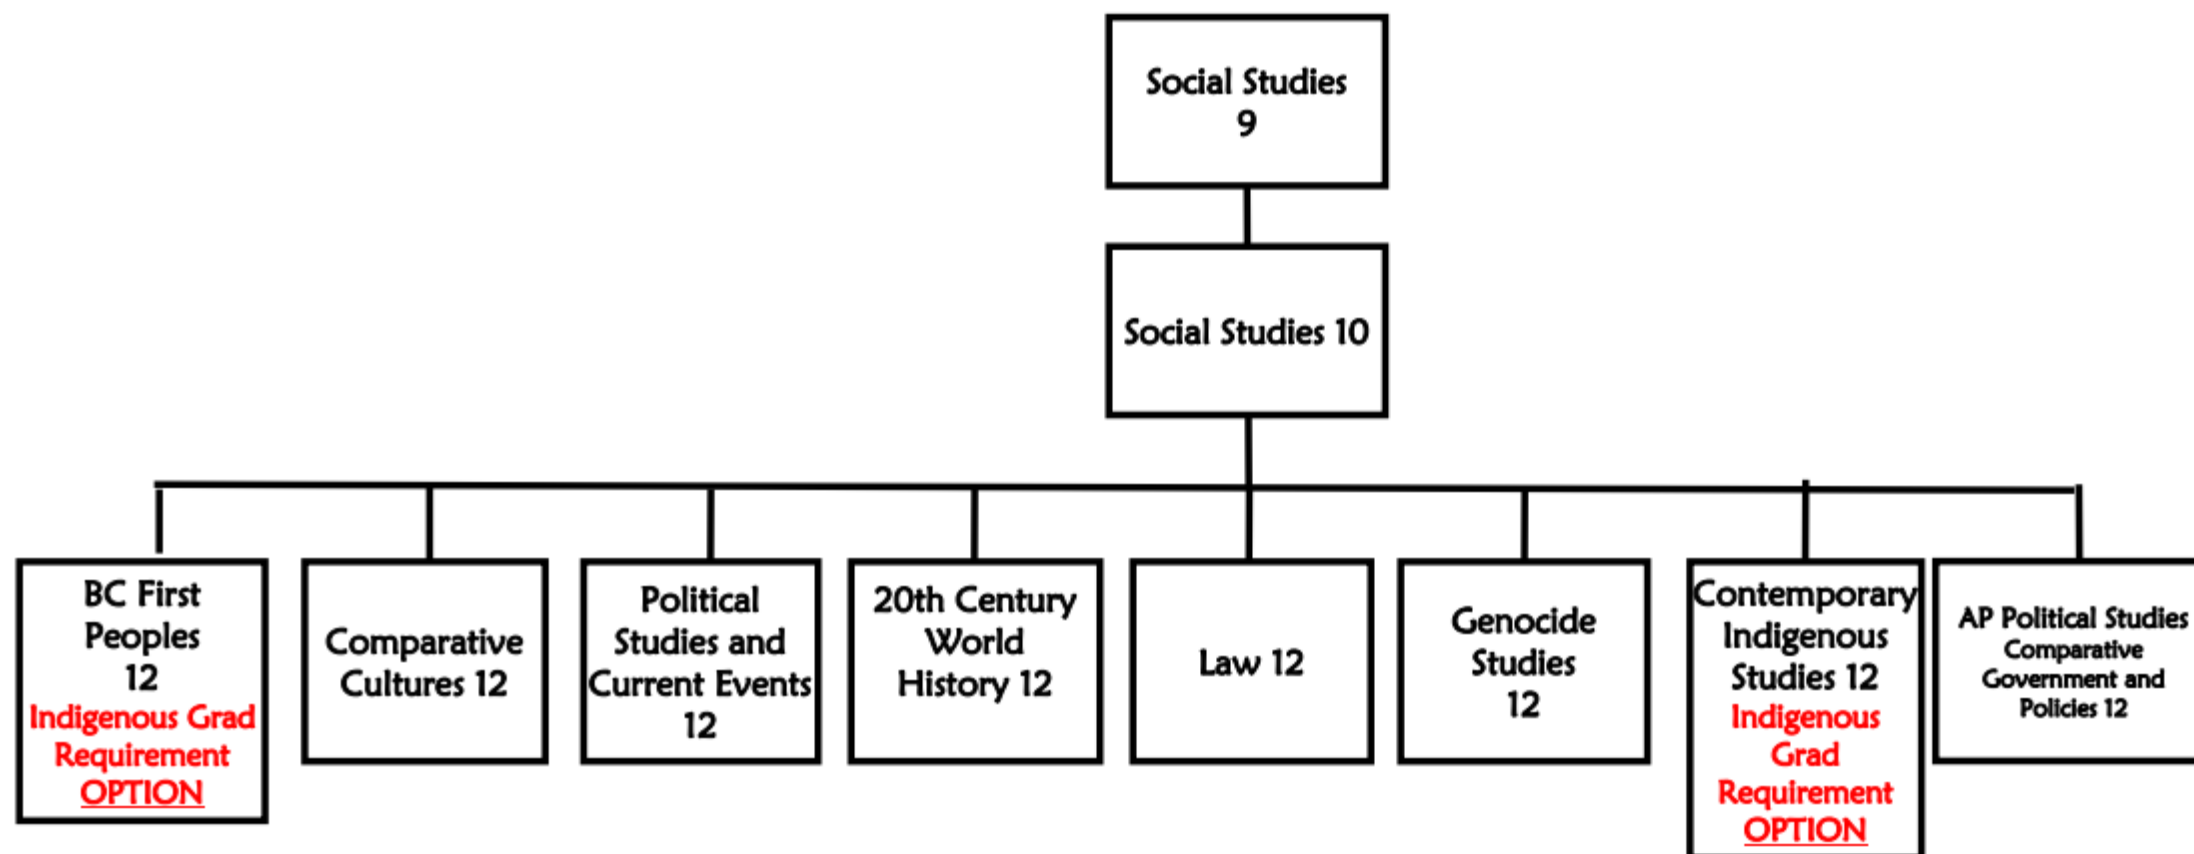 Social Studies
9
Social Studies 10
BC First
Peoples
12
Indigenous Grad
Requirement
OPTION
Comparative
Cultures 12
Political
Studies and
Current Events
12
20th Century
World
History 12
Law 12
Genocide
Studies
12
Contemporary
Indigenous
Studies 12
Indigenous
Grad
Requirement
OPTION
AP Political Studies
Comparative
Government and
Policies 12